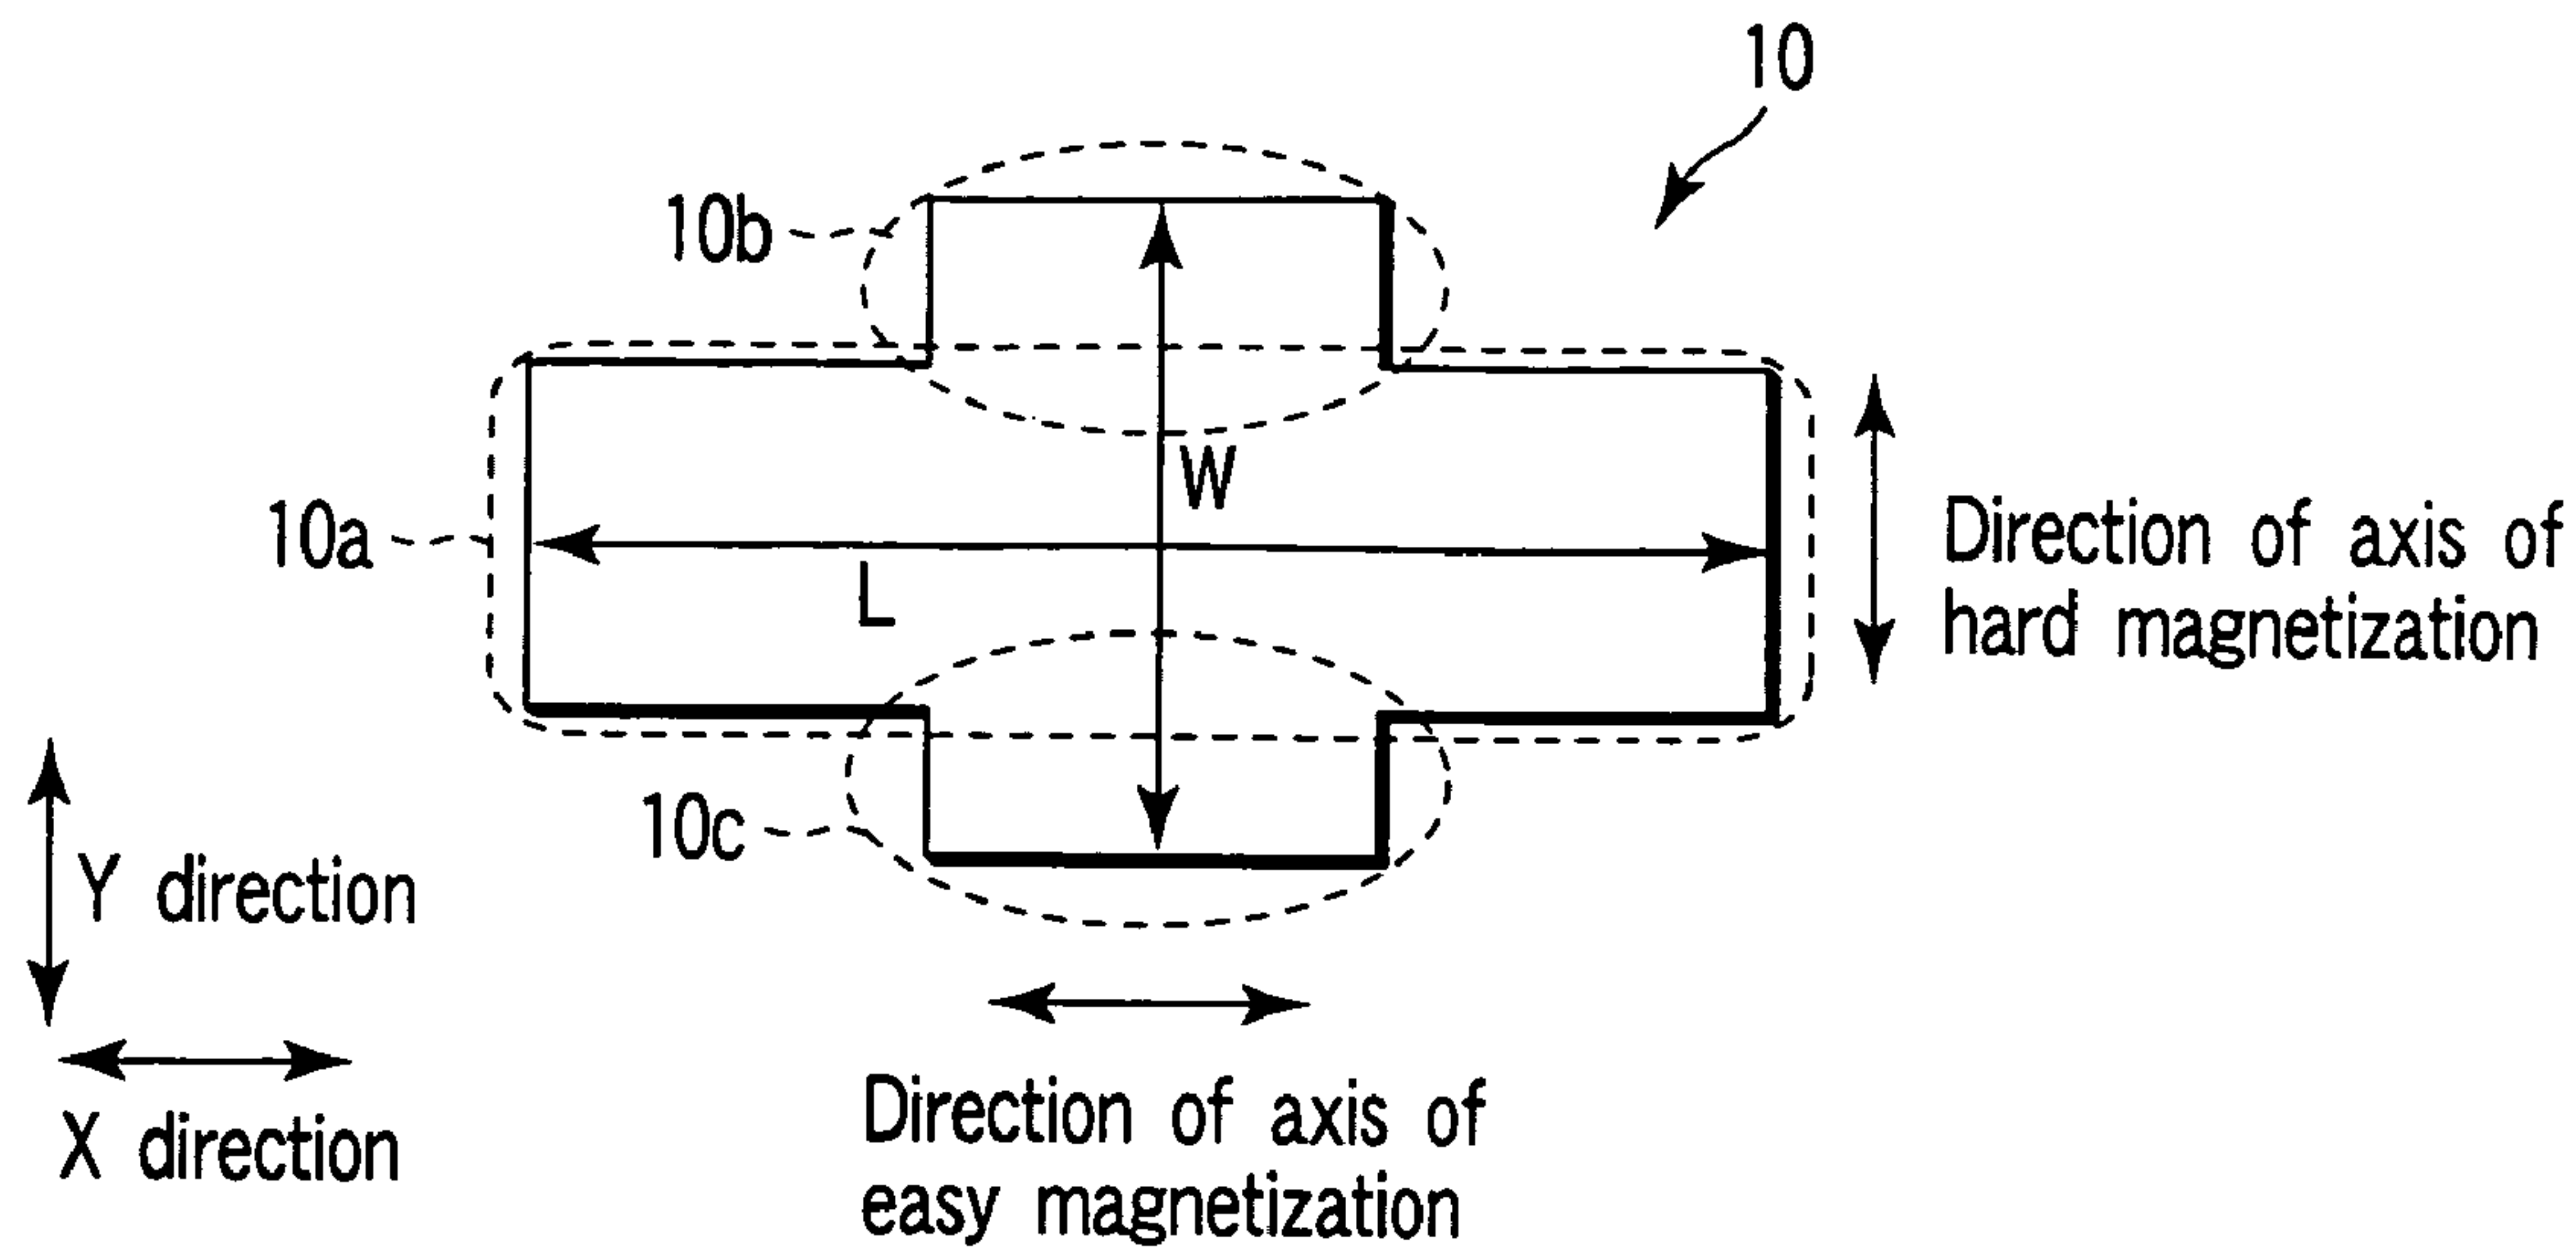 10
10b
W
10a
L
Direction of axis of
hard magnetization
10c
Y direction
X direction
Direction of axis of
easy magnetization